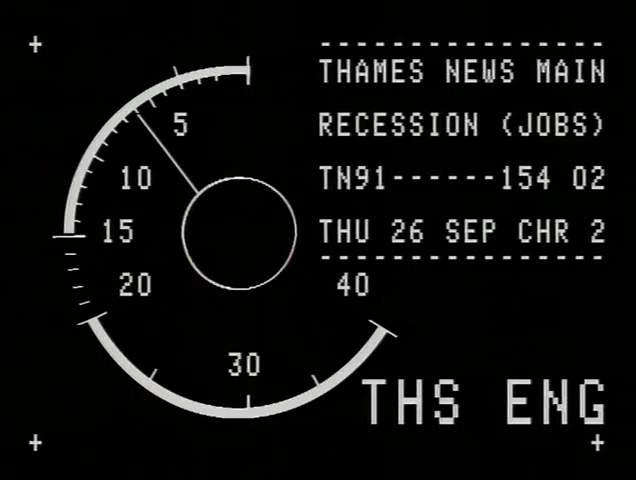 THAMES NEWS MAIN
RECESSION (JOBS)
TN91------154 02
THU 26 SEP CHR 2
5
10
15
20
30
40
THS ENG